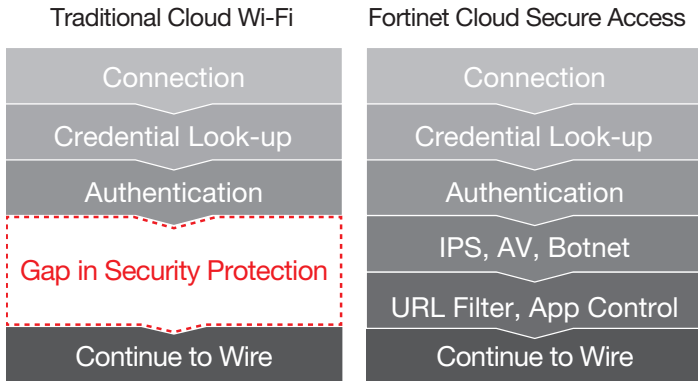 Traditional Cloud Wi-Fi
Connection
Credential Look-up
Authentication
Gap in Security Protection
Continue to Wire
Fortinet Cloud Secure Access
Connection
Credential Look-up
Authentication
IPS, AV, Botnet
URL Filter, App Control
Continue to Wire